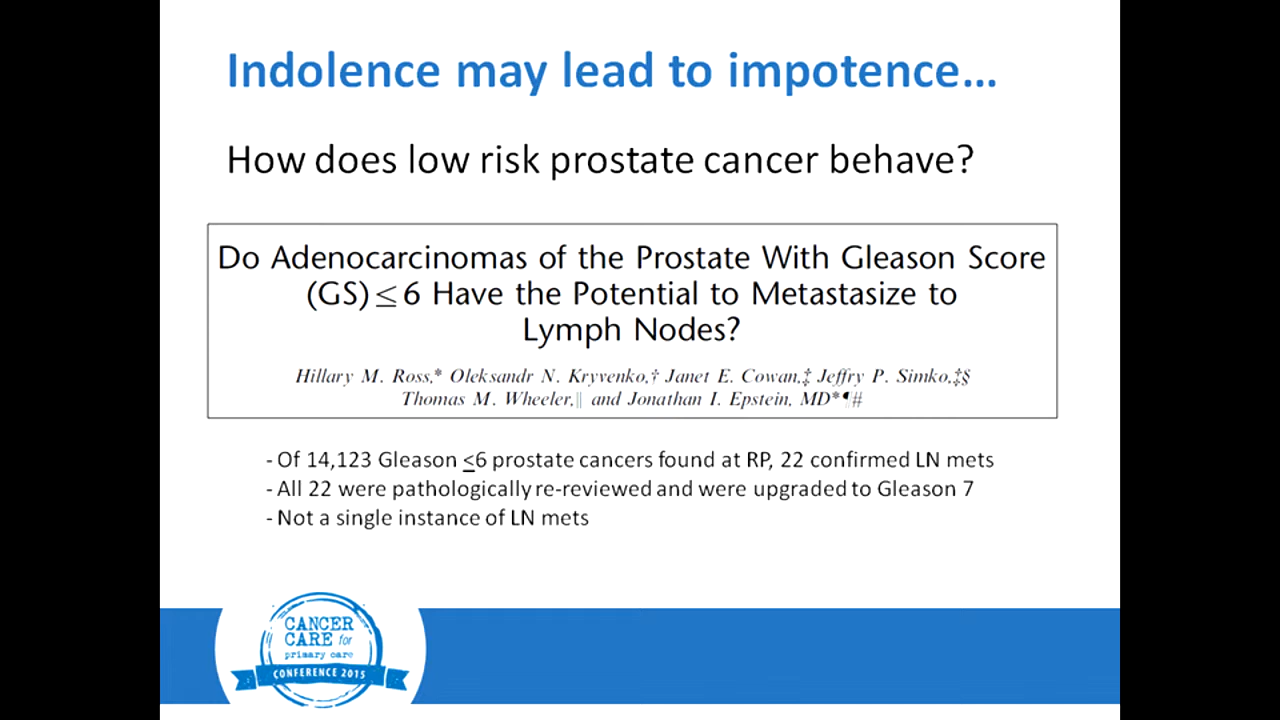 Indolence may lead to impotence...
How does low risk prostate cancer behave?
Do Adenocarcinomas of the Prostate With Gleason Score
(GS) ≤ 6 Have the Potential to Metastasize to
Lymph Nodes?
Hillary M. Ross,* Oleksandr N. Kryvenko,† Janet E. Cowan,‡ Jeffry P. Simko,‡§
Thomas M. Wheeler,∥ and Jonathan I. Epstein, MD*¶#
- Of 14,123 Gleason ≤6 prostate cancers found at RP, 22 confirmed LN mets
- All 22 were pathologically re-reviewed and were upgraded to Gleason 7
- Not a single instance of LN mets
CANCER
CARE for
primary care
CONFERENCE 2015